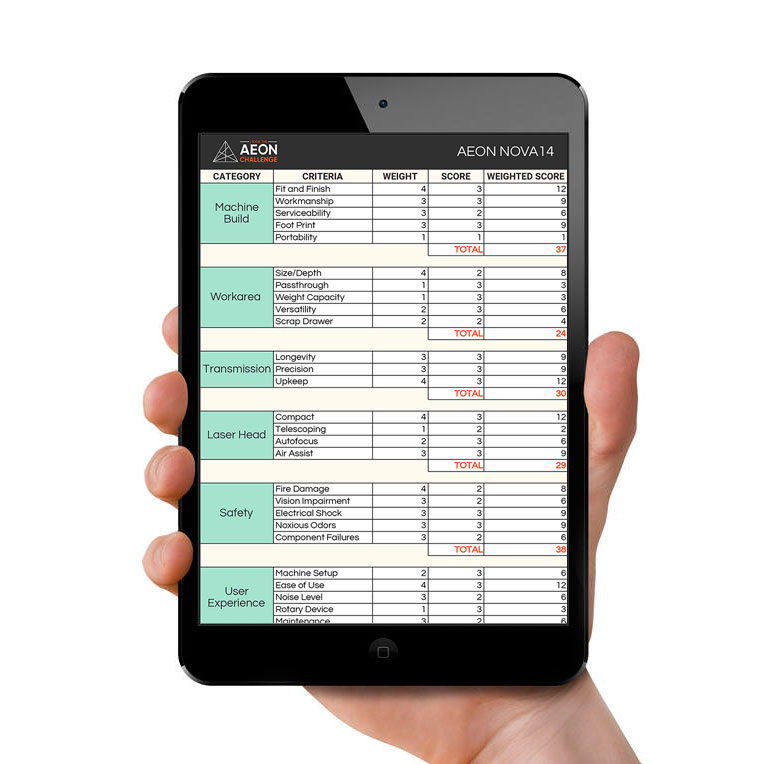 AEON
CHALLENGE
AEON NOVA14
CATEGORY CRITERIA WEIGHT SCORE WEIGHTED SCORE
Machine Build
Fit and Finish 4 3 12
Workmanship 3 3 9
Serviceability 3 2 6
Foot Print 3 3 9
Portability 1 1 1
TOTAL 37
Workarea
Size/Depth 4 2 8
Passthrough 1 3 3
Weight Capacity 1 3 3
Versatility 2 3 6
Scrap Drawer 2 2 4
TOTAL 24
Transmission
Longevity 3 3 9
Precision 3 3 9
Upkeep 4 3 12
TOTAL 30
Laser Head
Compact 4 3 12
Telescoping 1 2 2
Autofocus 2 3 6
Air Assist 3 3 9
TOTAL 29
Safety
Fire Damage 4 2 8
Vision Impairment 3 2 6
Electrical Shock 3 3 9
Noxious Odors 3 3 9
Component Failures 3 2 6
TOTAL 38
User Experience
Machine Setup 2 3 6
Ease of Use 4 3 12
Noise Level 3 2 6
Rotary Device 1 3 3
Maintenance 3 2 6